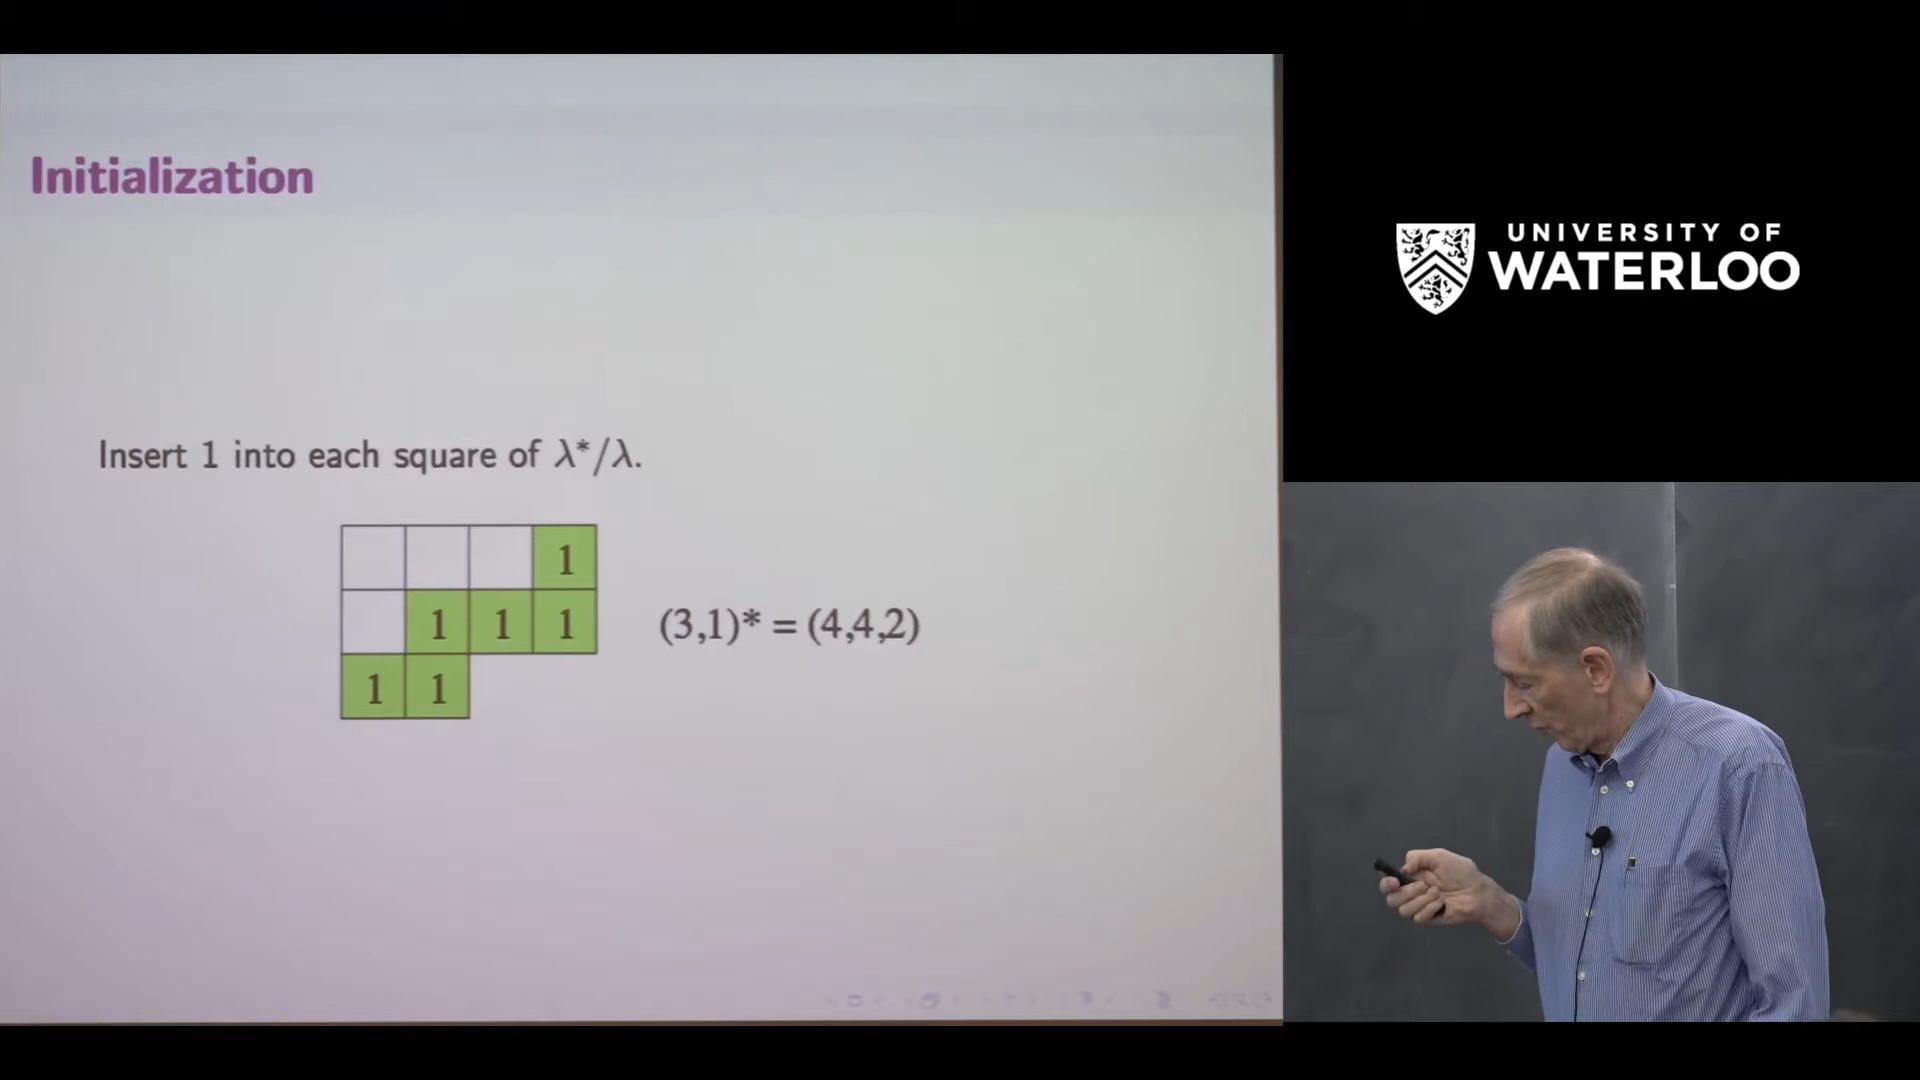 Initialization
Insert 1 into each square of λ*/λ.
1
1 1 1
1 1
(3,1)* = (4,4,2)
UNIVERSITY OF
WATERLOO